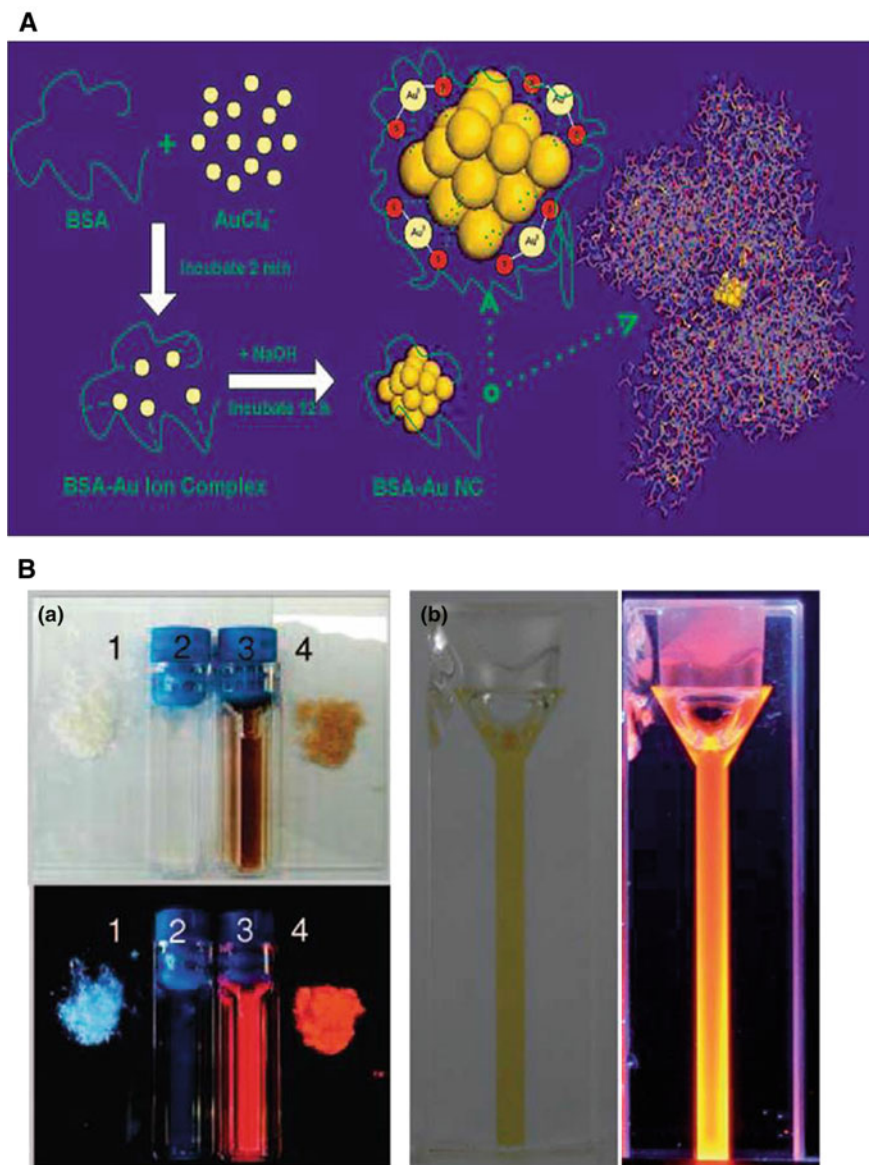 A
BSA
+
AuCl₄⁻
Incubate 2 min
BSA-Au Ion Complex
+ NaOH
Incubate 12 h
BSA-Au NC
B
(a)
1 2 3 4
1 2 3 4
(b)